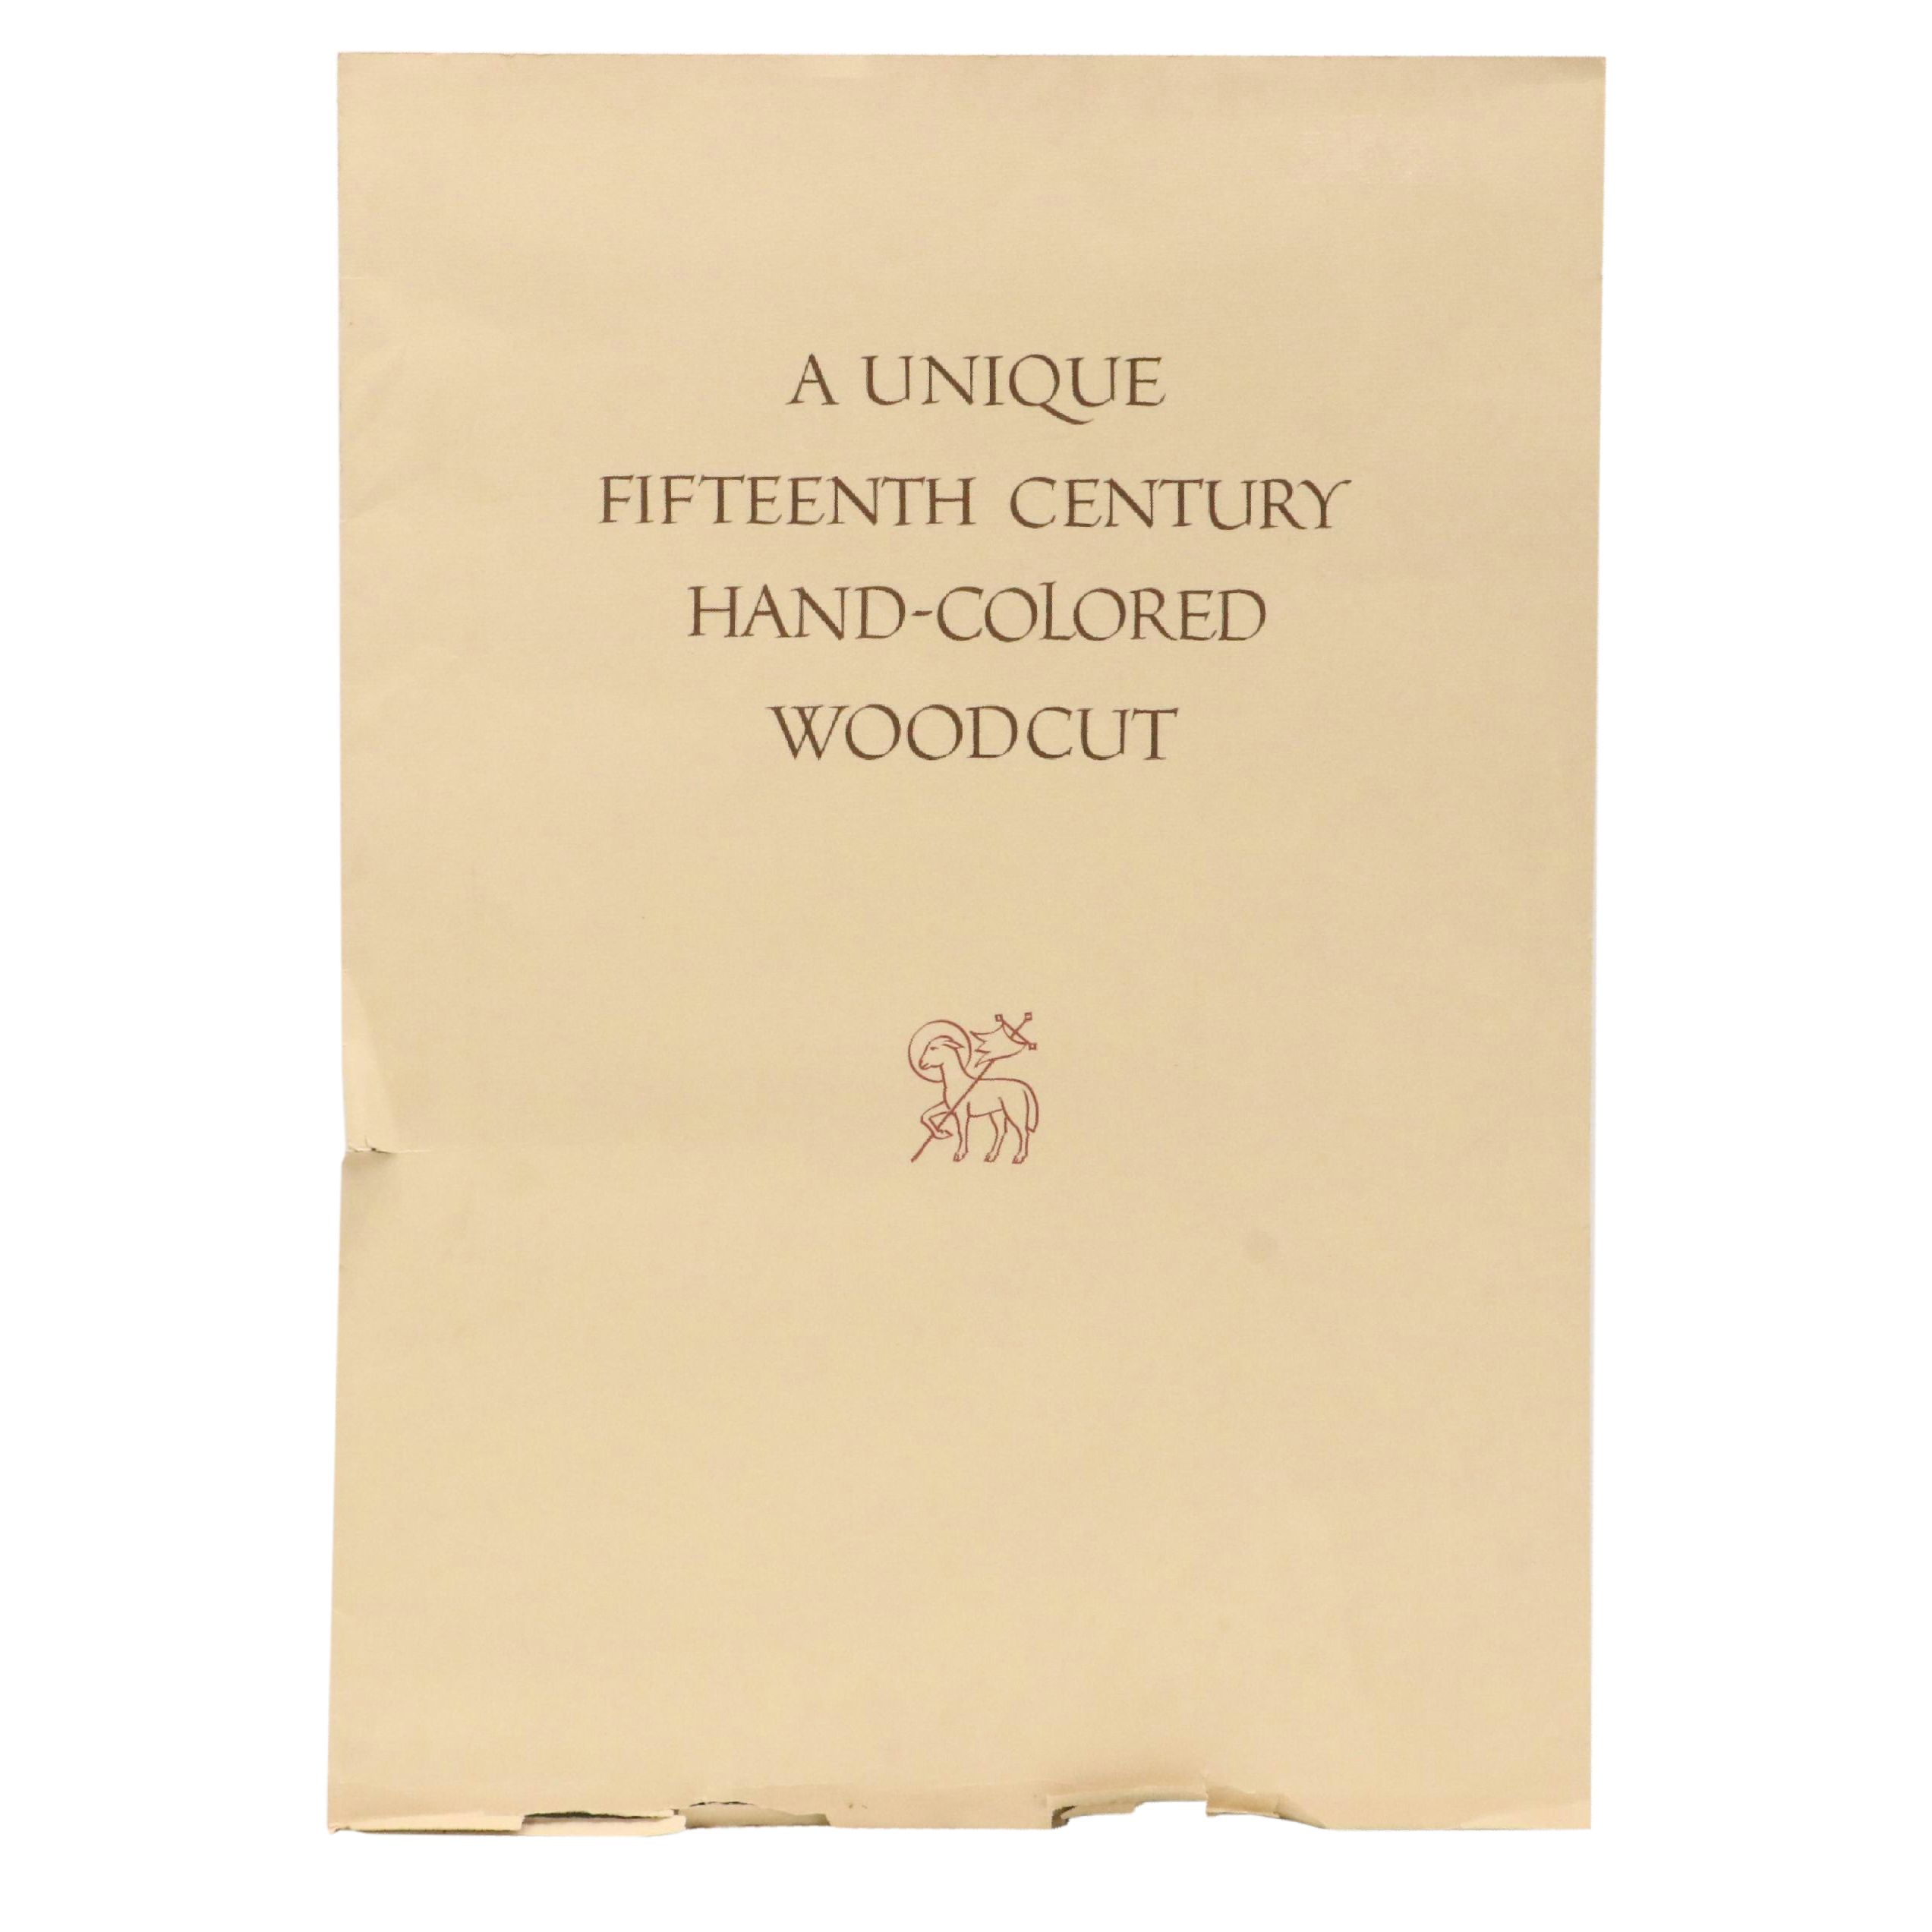 A UNIQUE
FIFTEENTH CENTURY
HAND-COLORED
WOODCUT